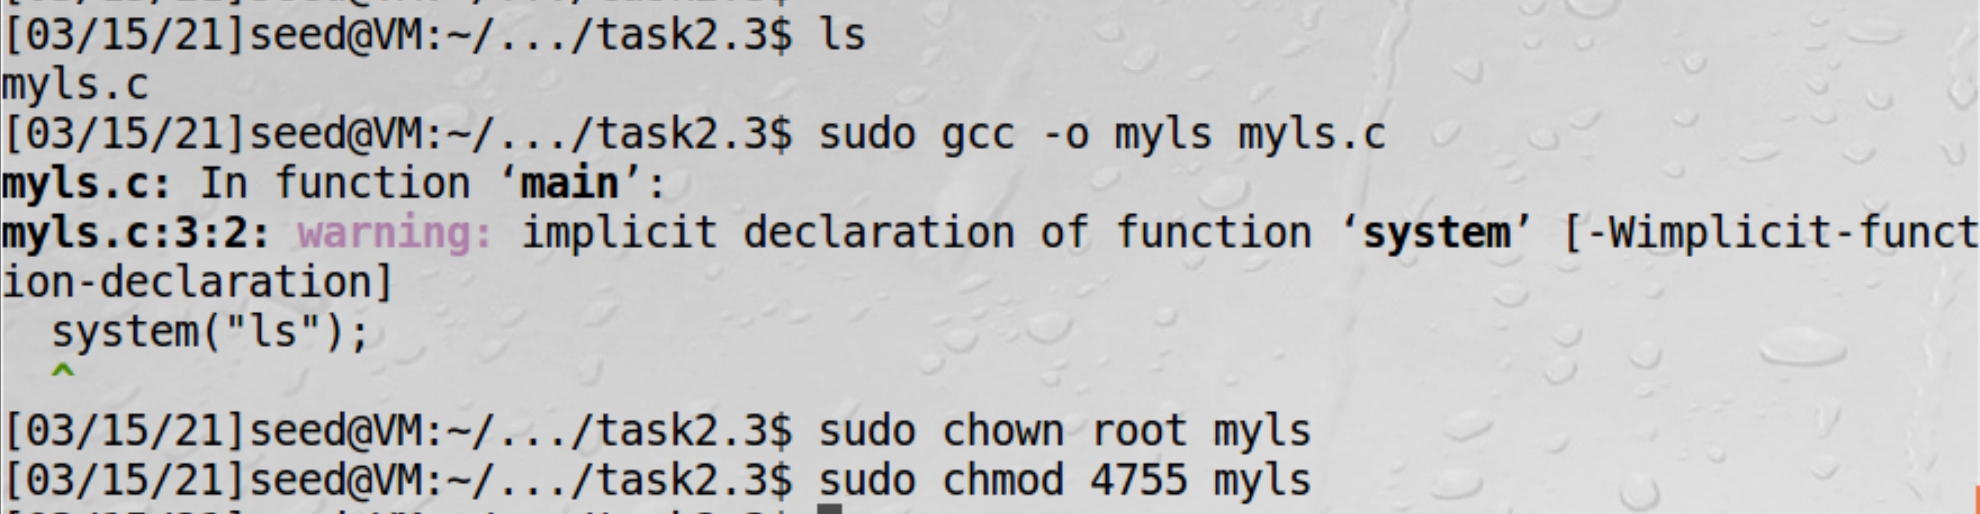 [03/15/21]seed@VM:~/.../task2.3$ ls
myls.c
[03/15/21]seed@VM:~/.../task2.3$ sudo gcc -o myls myls.c
myls.c: In function ‘main’:
myls.c:3:2: warning: implicit declaration of function ‘system’ [-Wimplicit-funct
ion-declaration]
  system("ls");
  ^
[03/15/21]seed@VM:~/.../task2.3$ sudo chown root myls
[03/15/21]seed@VM:~/.../task2.3$ sudo chmod 4755 myls